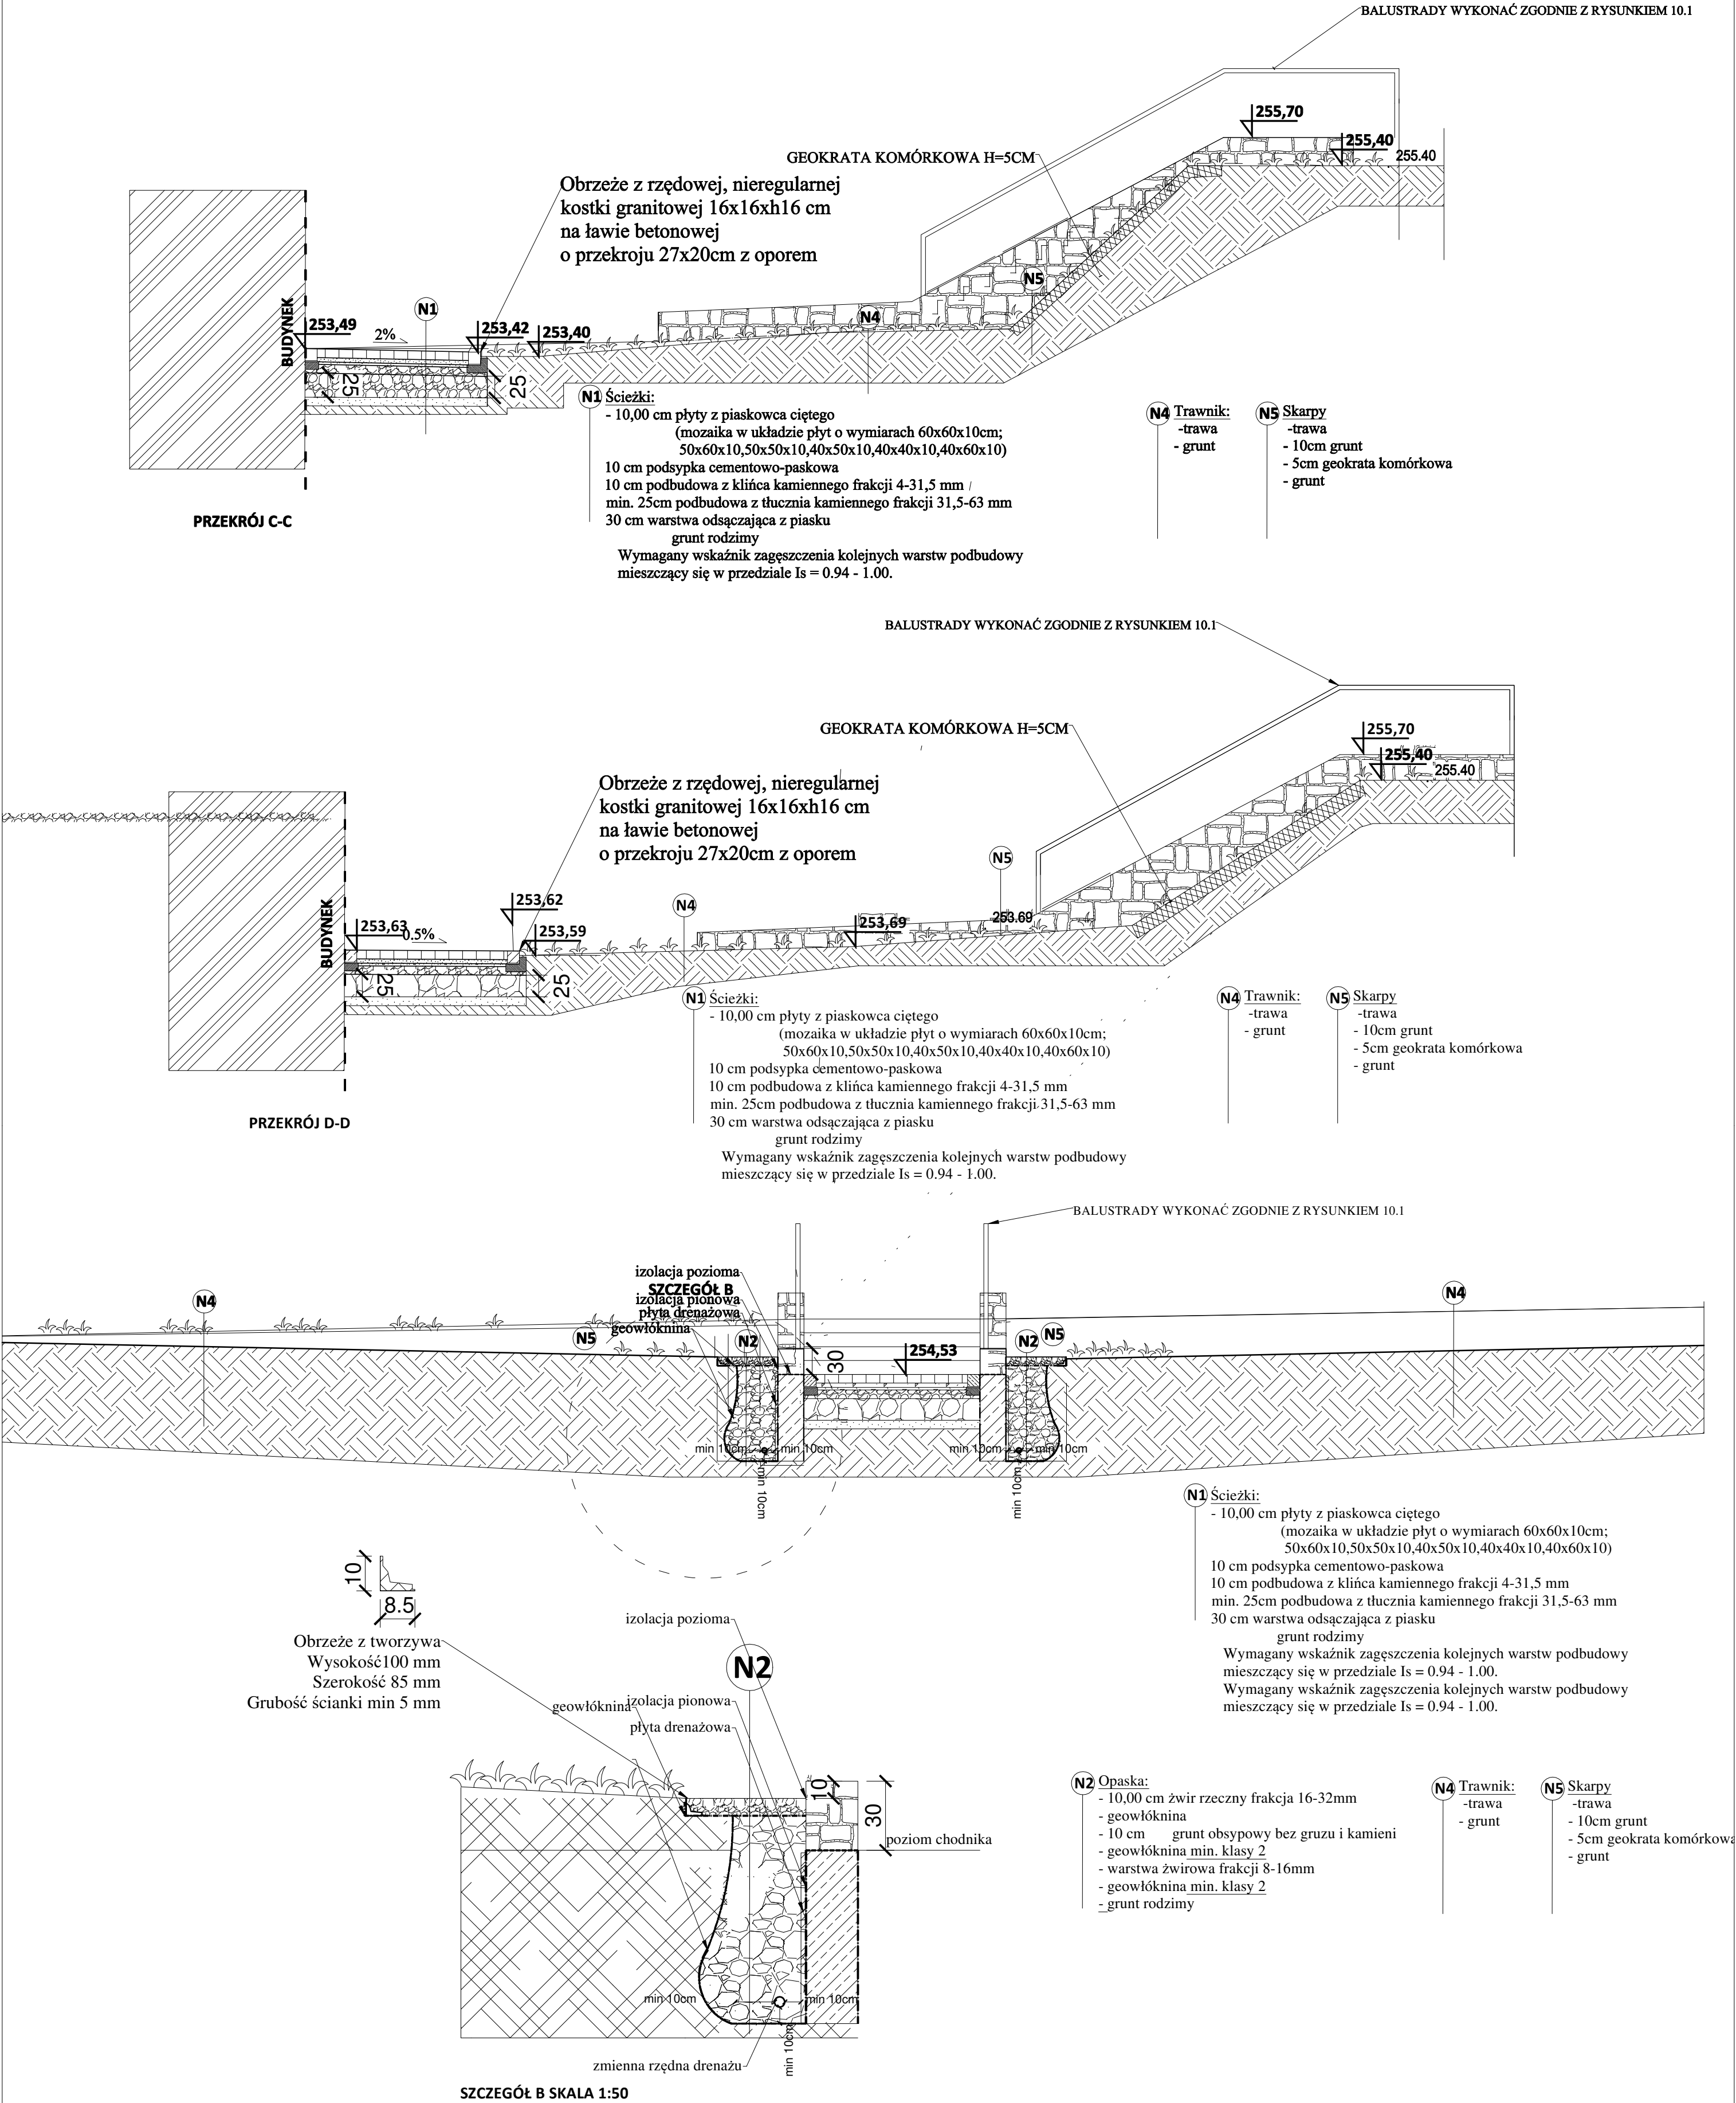 BALUSTRADY WYKONAĆ ZGODNIE Z RYSUNKIEM 10.1
255,70
255,40
255.40
GEOKRATA KOMÓRKOWA H=5CM
Obrzeże z rzędowej, nieregularnej
kostki granitowej 16x16xh16 cm
na ławie betonowej
o przekroju 27x20cm z oporem
N5
N1
N4
BUDYNEK
253,49
2%
253,42
253,40
25
25
N1 Ścieżki:
- 10,00 cm płyty z piaskowca ciętego
(mozaika w układzie płyt o wymiarach 60x60x10cm;
50x60x10,50x50x10,40x50x10,40x40x10,40x60x10)
10 cm podsypka cementowo-paskowa
10 cm podbudowa z klińca kamiennego frakcji 4-31,5 mm
min. 25cm podbudowa z tłucznia kamiennego frakcji 31,5-63 mm
30 cm warstwa odsączająca z piasku
grunt rodzimy
Wymagany wskaźnik zagęszczenia kolejnych warstw podbudowy
mieszczący się w przedziale Is = 0.94 - 1.00.
N4 Trawnik:
-trawa
- grunt
N5 Skarpy
-trawa
- 10cm grunt
- 5cm geokrata komórkowa
- grunt
PRZEKRÓJ C-C
BALUSTRADY WYKONAĆ ZGODNIE Z RYSUNKIEM 10.1
GEOKRATA KOMÓRKOWA H=5CM
255,70
255,40
255.40
Obrzeże z rzędowej, nieregularnej
kostki granitowej 16x16xh16 cm
na ławie betonowej
o przekroju 27x20cm z oporem
N5
N4
BUDYNEK
253,63
0.5%
253,62
253,59
253,69
253.69
25
25
N1 Ścieżki:
- 10,00 cm płyty z piaskowca ciętego
(mozaika w układzie płyt o wymiarach 60x60x10cm;
50x60x10,50x50x10,40x50x10,40x40x10,40x60x10)
10 cm podsypka cementowo-paskowa
10 cm podbudowa z klińca kamiennego frakcji 4-31,5 mm
min. 25cm podbudowa z tłucznia kamiennego frakcji 31,5-63 mm
30 cm warstwa odsączająca z piasku
grunt rodzimy
Wymagany wskaźnik zagęszczenia kolejnych warstw podbudowy
mieszczący się w przedziale Is = 0.94 - 1.00.
N4 Trawnik:
-trawa
- grunt
N5 Skarpy
-trawa
- 10cm grunt
- 5cm geokrata komórkowa
- grunt
PRZEKRÓJ D-D
BALUSTRADY WYKONAĆ ZGODNIE Z RYSUNKIEM 10.1
izolacja pozioma
SZCZEGÓŁ B
izolacja pionowa
płyta drenażowa
geowłóknina
N4
N5
N2
30
254,53
N2
N5
N4
min 10cm
min 10cm
min 10cm
min 10cm
min 10cm
min 10cm
N1 Ścieżki:
- 10,00 cm płyty z piaskowca ciętego
(mozaika w układzie płyt o wymiarach 60x60x10cm;
50x60x10,50x50x10,40x50x10,40x40x10,40x60x10)
10 cm podsypka cementowo-paskowa
10 cm podbudowa z klińca kamiennego frakcji 4-31,5 mm
min. 25cm podbudowa z tłucznia kamiennego frakcji 31,5-63 mm
30 cm warstwa odsączająca z piasku
grunt rodzimy
Wymagany wskaźnik zagęszczenia kolejnych warstw podbudowy
mieszczący się w przedziale Is = 0.94 - 1.00.
Wymagany wskaźnik zagęszczenia kolejnych warstw podbudowy
mieszczący się w przedziale Is = 0.94 - 1.00.
10
8.5
Obrzeże z tworzywa
Wysokość100 mm
Szerokość 85 mm
Grubość ścianki min 5 mm
izolacja pozioma
N2
geowłóknina
izolacja pionowa
płyta drenażowa
10
30
poziom chodnika
min 10cm
min 10cm
min 10cm
zmienna rzędna drenażu
N2 Opaska:
- 10,00 cm żwir rzeczny frakcja 16-32mm
- geowłóknina
- 10 cm grunt obsypowy bez gruzu i kamieni
- geowłóknina min. klasy 2
- warstwa żwirowa frakcji 8-16mm
- geowłóknina min. klasy 2
- grunt rodzimy
N4 Trawnik:
-trawa
- grunt
N5 Skarpy
-trawa
- 10cm grunt
- 5cm geokrata komórkowa
- grunt
SZCZEGÓŁ B SKALA 1:50